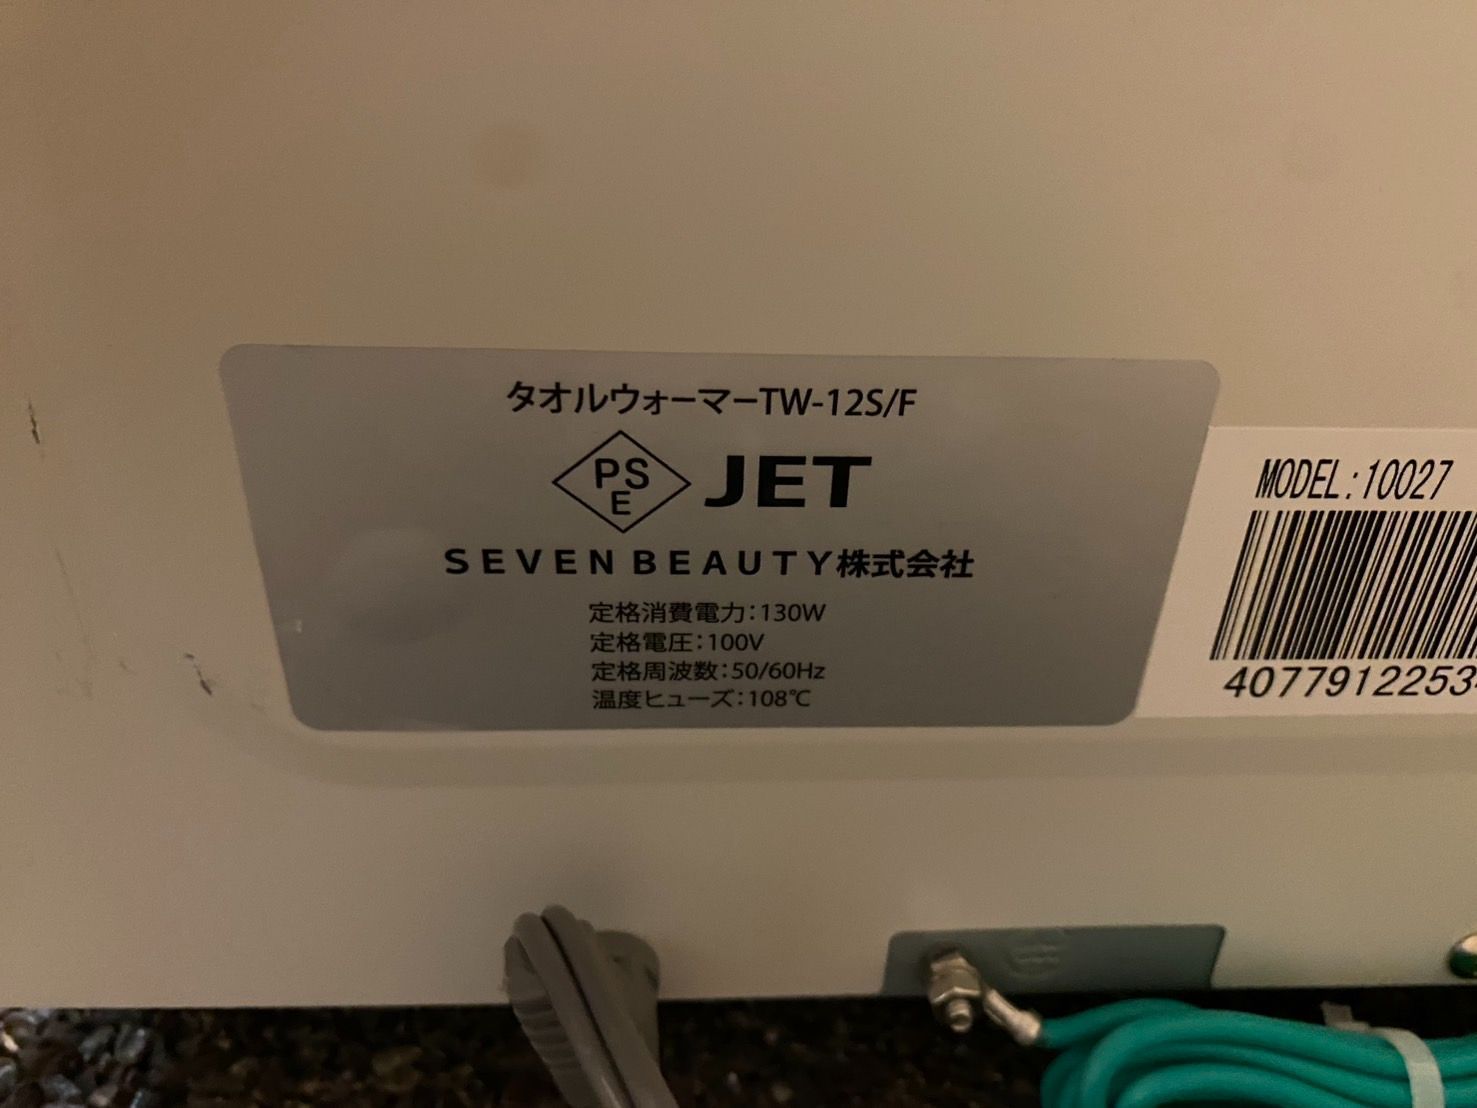 タオルウォーマーTW-12S/F
PS
E
JET
SEVEN BEAUTY株式会社
定格消費電力:130W
定格電圧:100V
定格周波数:50/60Hz
温度ヒューズ:108℃
MODEL:10027
4077912253